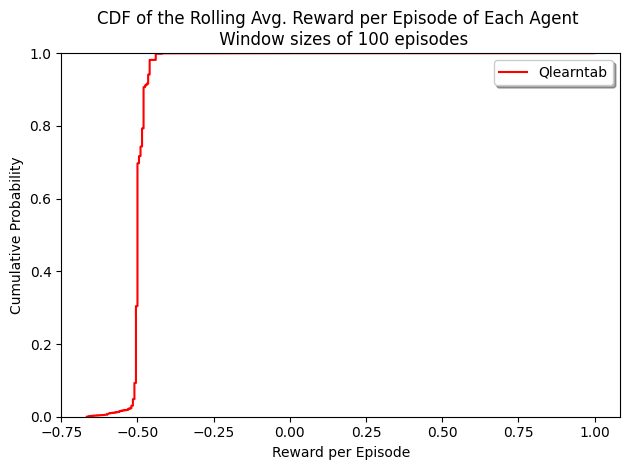 CDF of the Rolling Avg. Reward per Episode of Each Agent
Window sizes of 100 episodes
Qlearntab
1.0
0.8
0.6
0.4
0.2
0.0
Cumulative Probability
−0.75 −0.50 −0.25 0.00 0.25 0.50 0.75 1.00
Reward per Episode